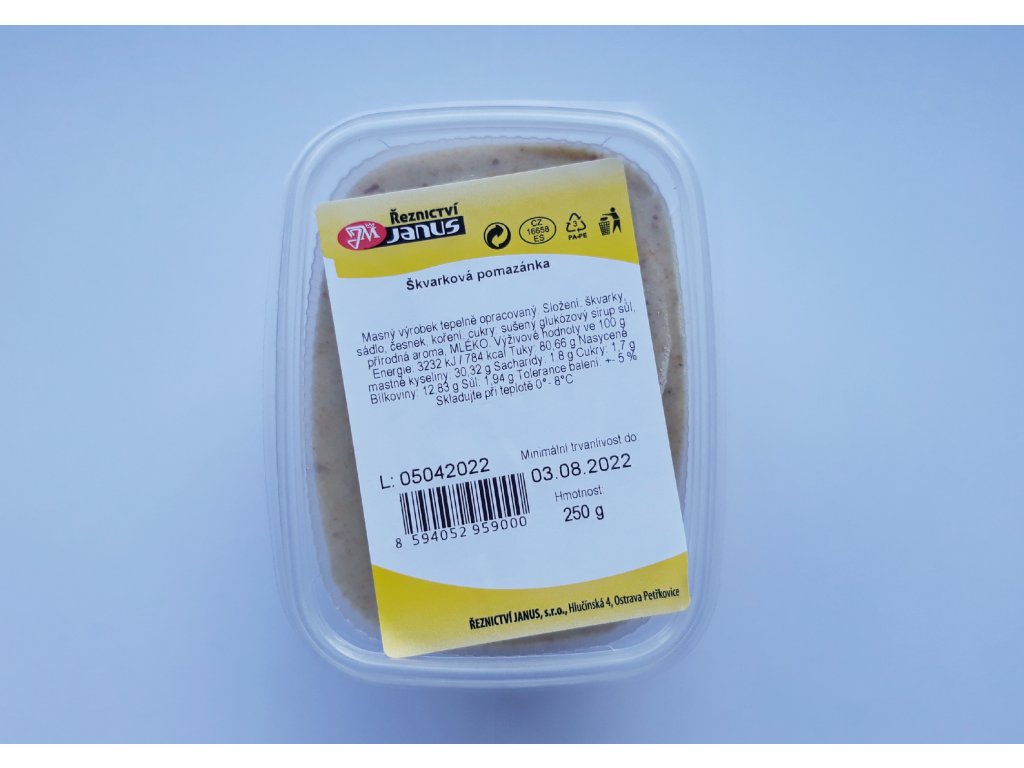 Řeznictví
JM Janus
CZ
16658
ES
3
PA-PE
Škvarková pomazánka
Masný výrobek tepelně opracovaný. Složení: škvarky,
sádlo, česnek, koření, cukry: sušený glukózový sirup sůl,
přírodná aroma, MLÉKO. Výživové hodnoty ve 100 g
Energie: 3232 kJ / 784 kcal Tuky: 80,66 g Nasycené
mastné kyseliny: 30,32 g Sacharidy: 1,8 g Cukry: 1,7 g
Bílkoviny: 12,83 g Sůl: 1,94 g Tolerance balení: +- 5 %
Skladujte při teplotě 0°- 8°C
L: 05042022
Minimální trvanlivost do
03.08.2022
Hmotnost:
250 g
8 594052 959000
ŘEZNICTVÍ JANUS, s.r.o., Hlučínská 4, Ostrava Petřkovice